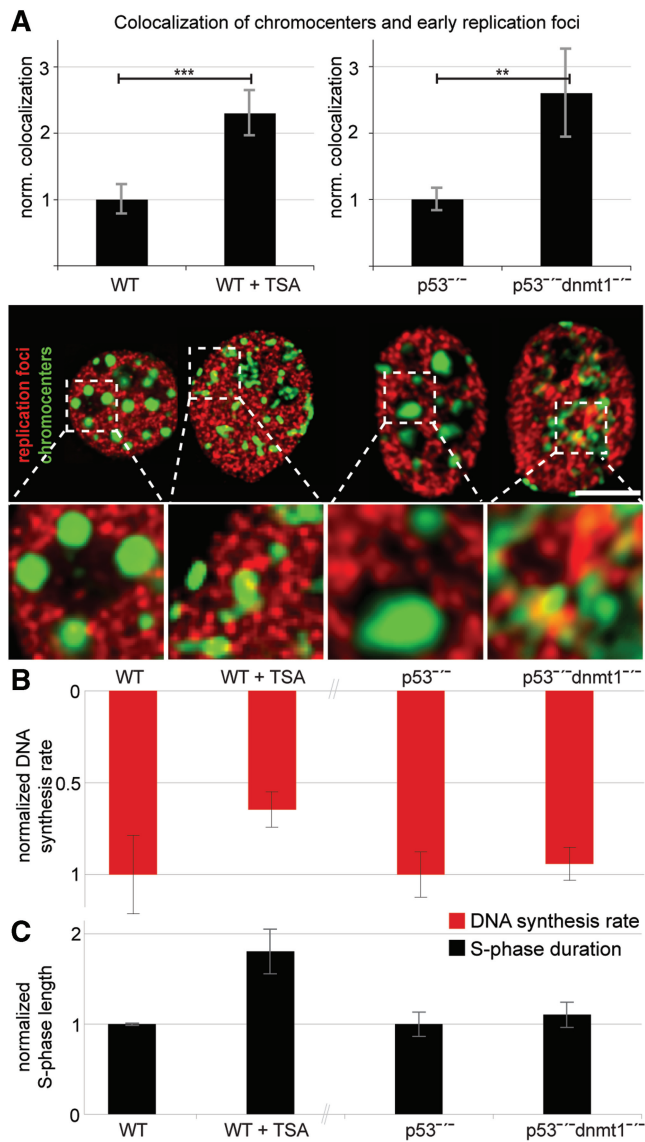 A
Colocalization of chromocenters and early replication foci
norm. colocalization
3
2
1
***
WT
WT + TSA
norm. colocalization
3
2
1
**
p53⁻′⁻
p53⁻′⁻dnmt1⁻′⁻
replication foci
chromocenters
B
WT
WT + TSA
//
p53⁻′⁻
p53⁻′⁻dnmt1⁻′⁻
normalized DNA
synthesis rate
0
0.5
1
DNA synthesis rate
S-phase duration
C
normalized
S-phase length
2
1
0
WT
WT + TSA
//
p53⁻′⁻
p53⁻′⁻dnmt1⁻′⁻